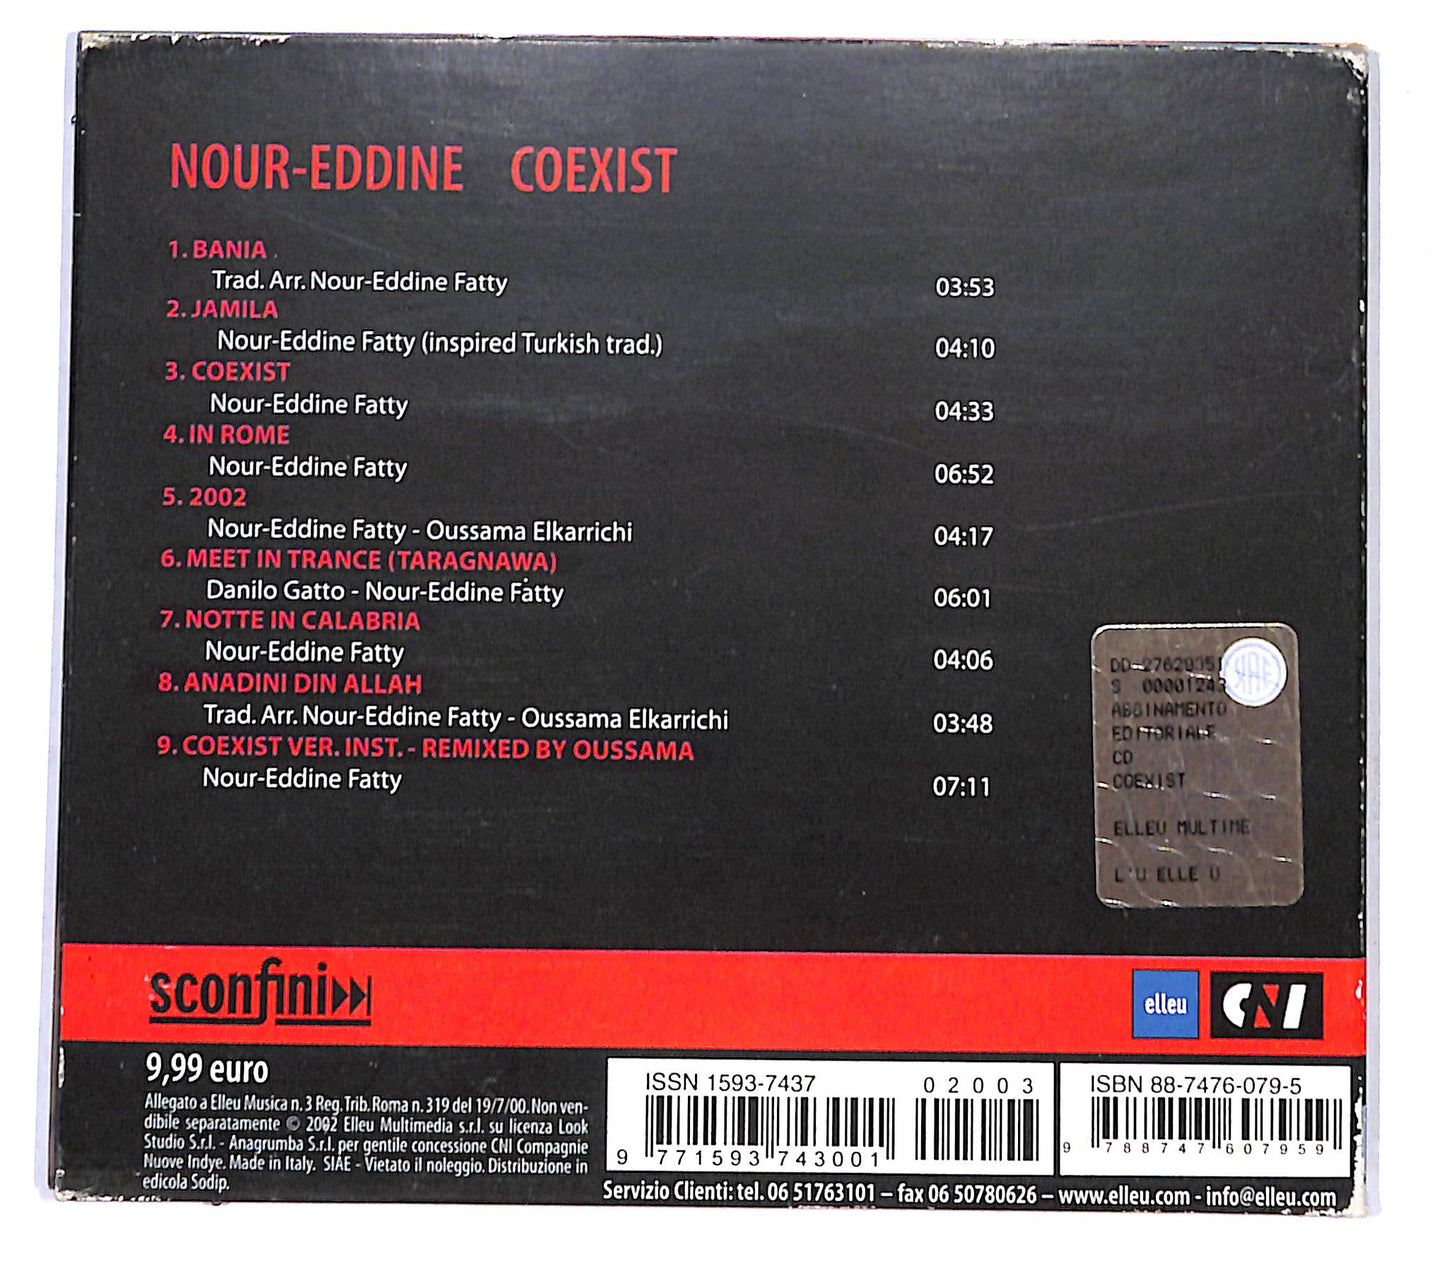 NOUR-EDDINE COEXIST
1. BANIA
Trad. Arr. Nour-Eddine Fatty 03:53
2. JAMILA
Nour-Eddine Fatty (inspired Turkish trad.) 04:10
3. COEXIST
Nour-Eddine Fatty 04:33
4. IN ROME
Nour-Eddine Fatty 06:52
5. 2002
Nour-Eddine Fatty - Oussama Elkarrichi 04:17
6. MEET IN TRANCE (TARAGNAWA)
Danilo Gatto - Nour-Eddine Fatty 06:01
7. NOTTE IN CALABRIA
Nour-Eddine Fatty 04:06
8. ANADINI DIN ALLAH
Trad. Arr. Nour-Eddine Fatty - Oussama Elkarrichi 03:48
9. COEXIST VER. INST. - REMIXED BY OUSSAMA
Nour-Eddine Fatty 07:11
S 00001243
ABBINAMENTO
EDITORIALE
CD
COEXIST
ELLEU MULTIME
L'U ELLE U
sconfini
elleu CNI
9,99 euro
Allegato a Elleu Musica n. 3 Reg. Trib. Roma n. 319 del 19/7/00. Non ven-
dibile separatamente © 2002 Elleu Multimedia s.r.l. su licenza Look
Studio S.r.l. - Anagrumba S.r.l. per gentile concessione CNI Compagnie
Nuove Indye. Made in Italy. SIAE - Vietato il noleggio. Distribuzione in
edicola Sodip.
ISSN 1593-7437 02003
9 771593 743001
ISBN 88-7476-079-5
9 788747 607959
Servizio Clienti: tel. 06 51763101 – fax 06 50780626 – www.elleu.com - info@elleu.com